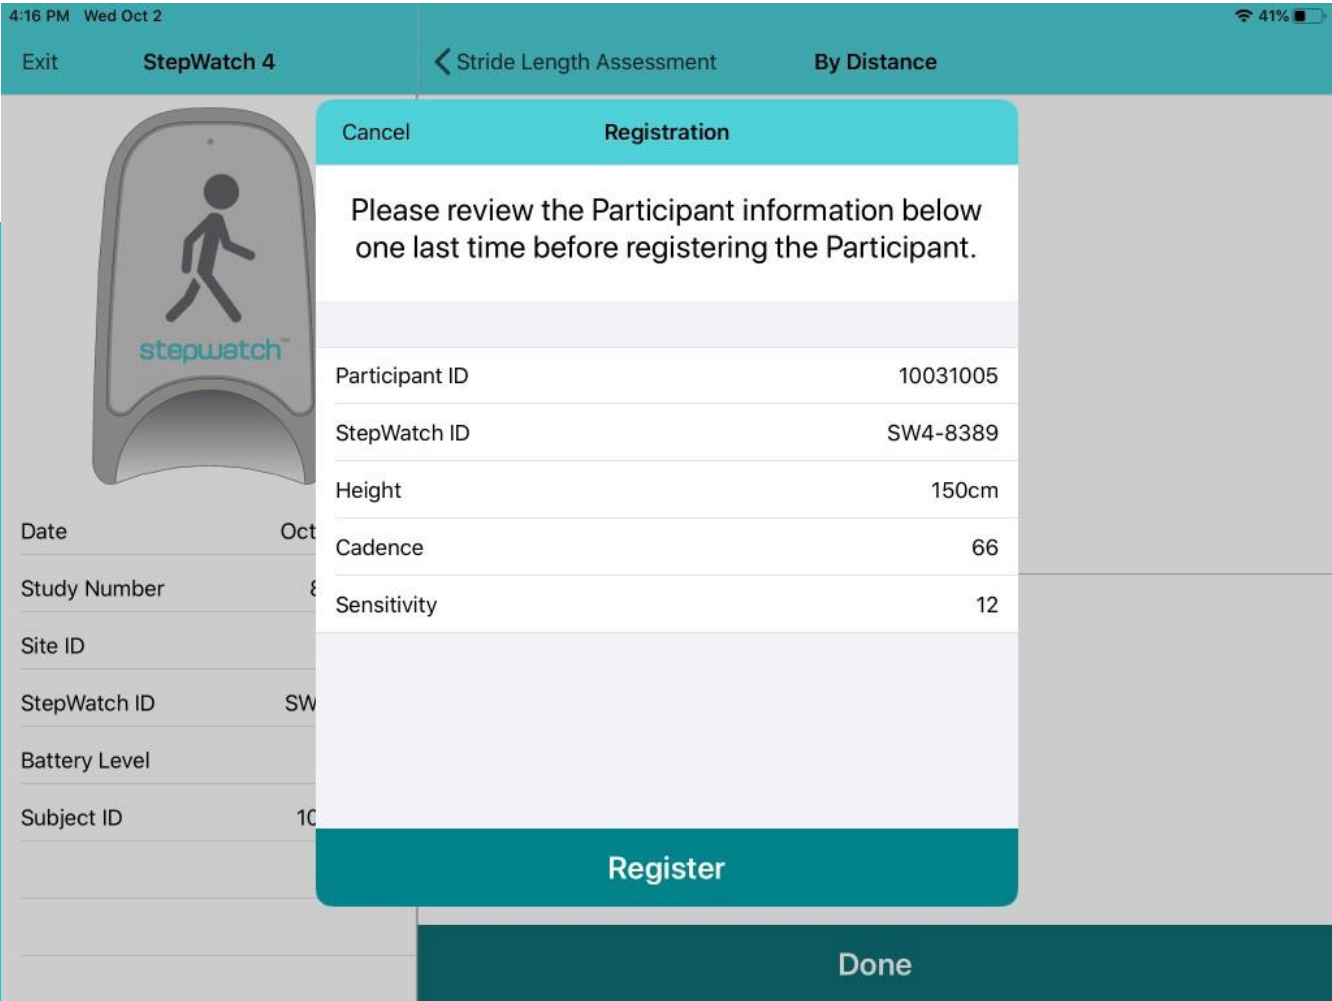 4:16 PM Wed Oct 2
41%
Exit
StepWatch 4
Stride Length Assessment
By Distance
stepwatch™
Date Oct
Study Number
Site ID
StepWatch ID SW
Battery Level
Subject ID 10
Cancel
Registration
Please review the Participant information below
one last time before registering the Participant.
Participant ID 10031005
StepWatch ID SW4-8389
Height 150cm
Cadence 66
Sensitivity 12
Register
Done